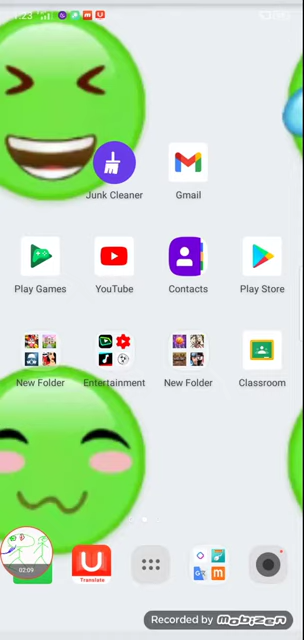 :23
Junk Cleaner
Gmail
Play Games
YouTube
Contacts
Play Store
New Folder
Entertainment
New Folder
Classroom
02:09
U
Translate
Recorded by mobizen